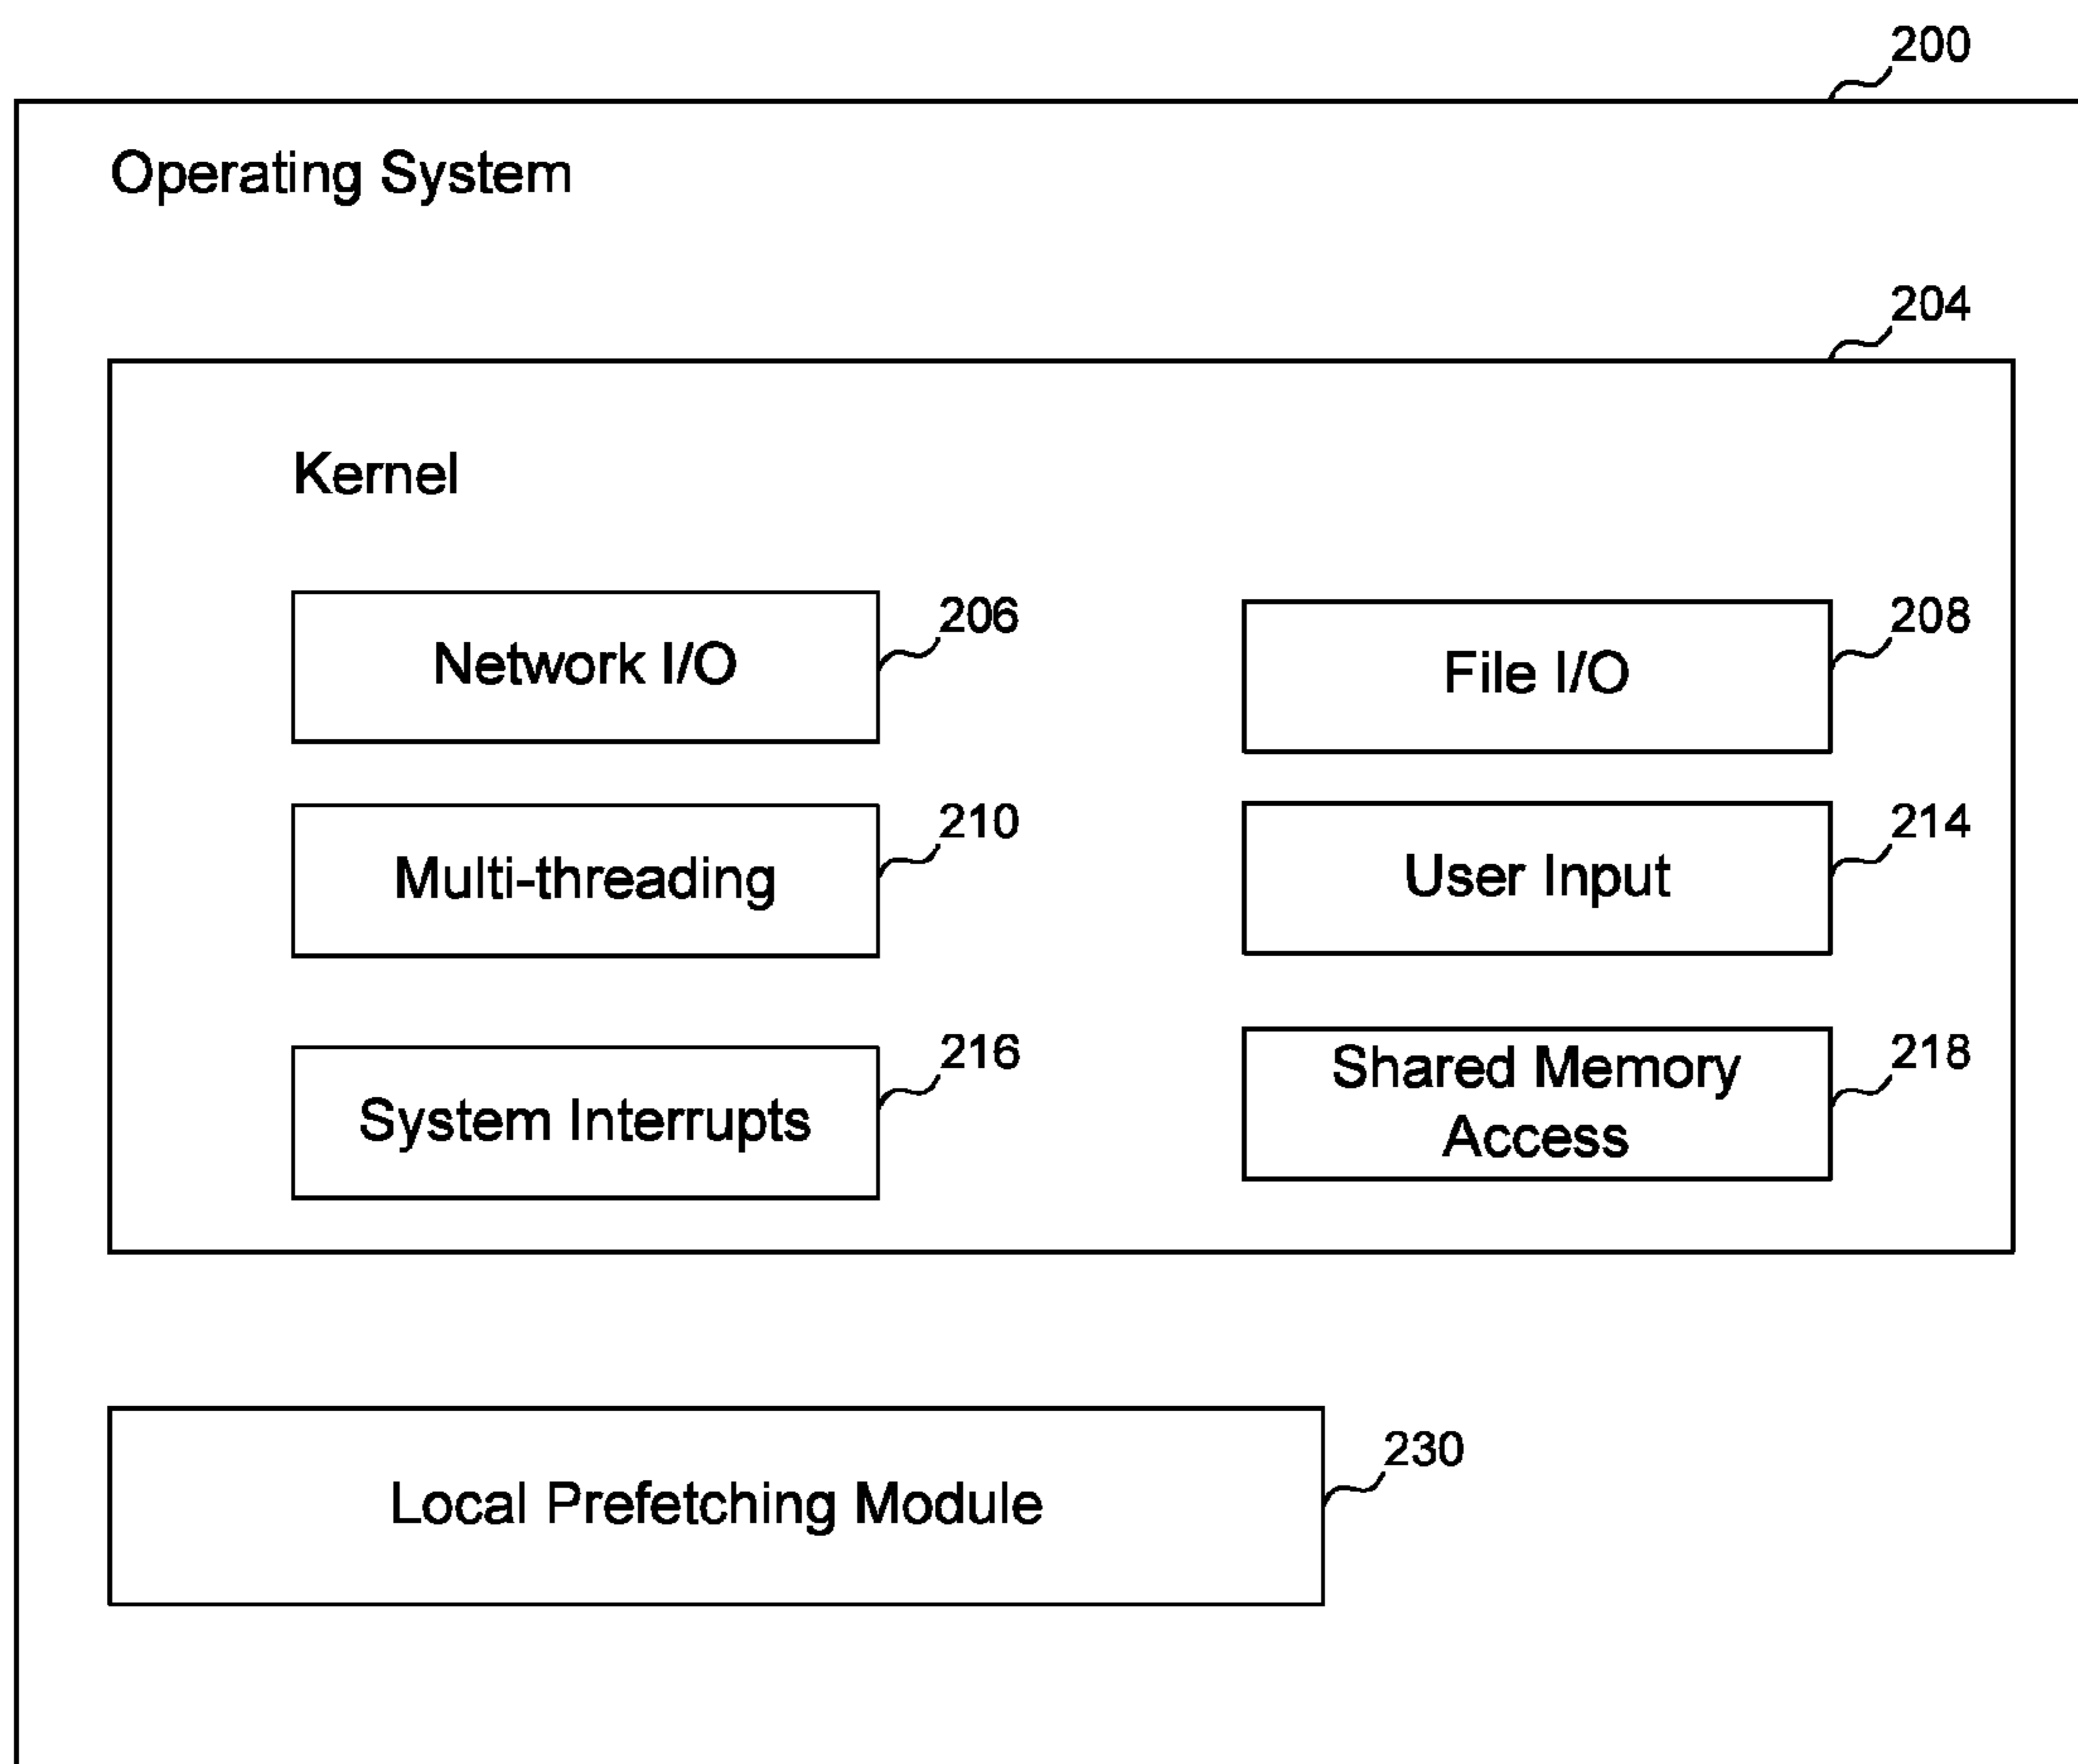 200
Operating System
204
Kernel
Network I/O
206
File I/O
208
Multi-threading
210
User Input
214
System Interrupts
216
Shared Memory
Access
218
Local Prefetching Module
230